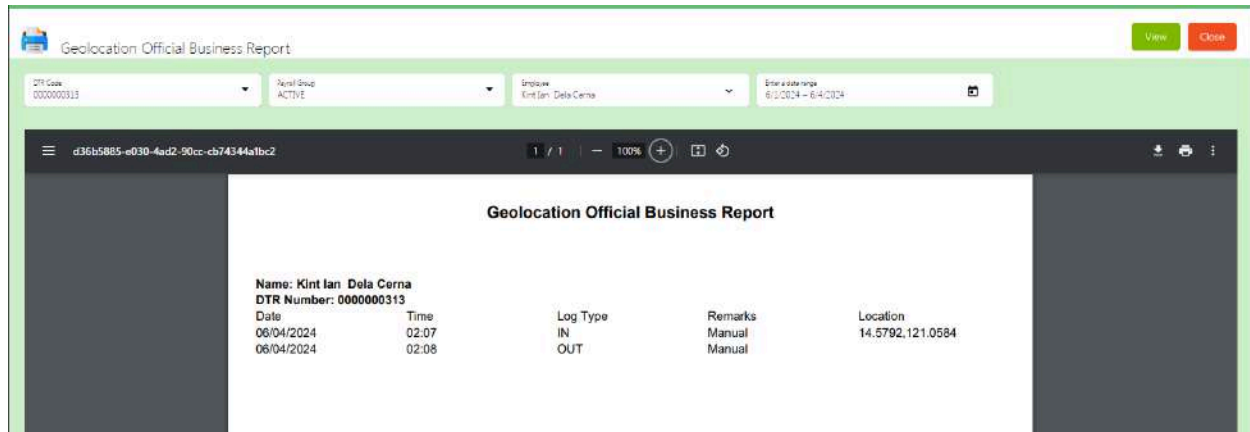 Geolocation Official Business Report
View Close
DTR Code Payroll Group Employee Enter a date range
0000000313 ACTIVE Kint Ian Dela Cerna – 6/4/2024
d36b5885-e030-4ad2-90cc-cb74344a1bc2 1 / 1 100%
Geolocation Official Business Report
Name: Kint Ian Dela Cerna
DTR Number: 0000000313
Date Time Log Type Remarks Location
06/04/2024 02:07 IN Manual 14.5792,121.0584
06/04/2024 02:08 OUT Manual